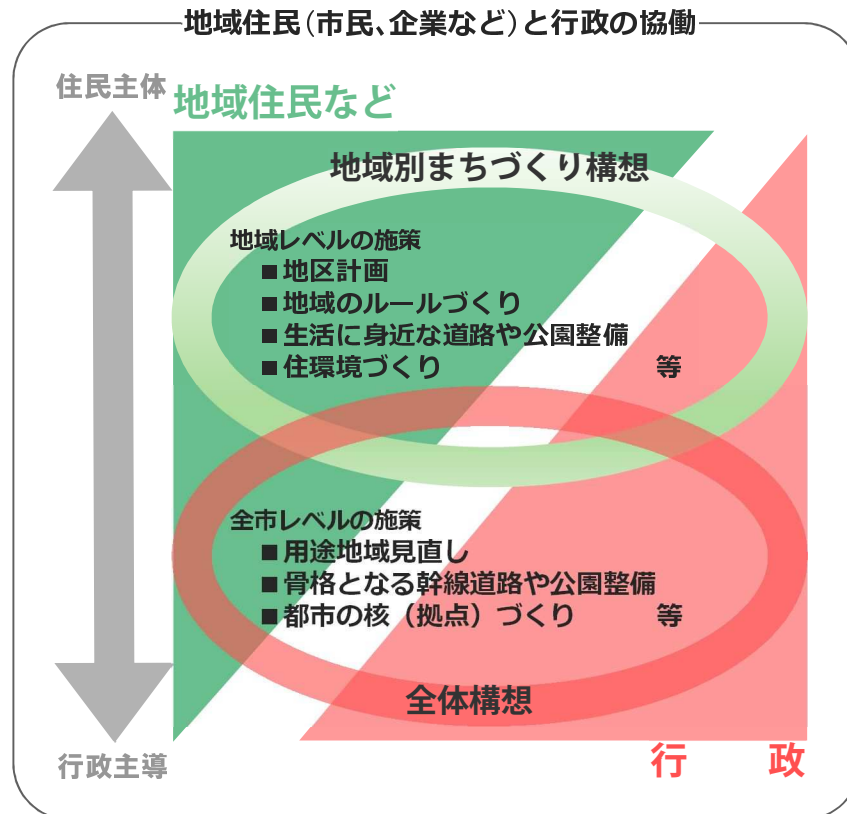 地域住民（市民、企業など）と行政の協働
住民主体
地域住民など
地域別まちづくり構想
地域レベルの施策
■地区計画
■地域のルールづくり
■生活に身近な道路や公園整備
■住環境づくり　等
全市レベルの施策
■用途地域見直し
■骨格となる幹線道路や公園整備
■都市の核（拠点）づくり　等
全体構想
行政主導
行　政